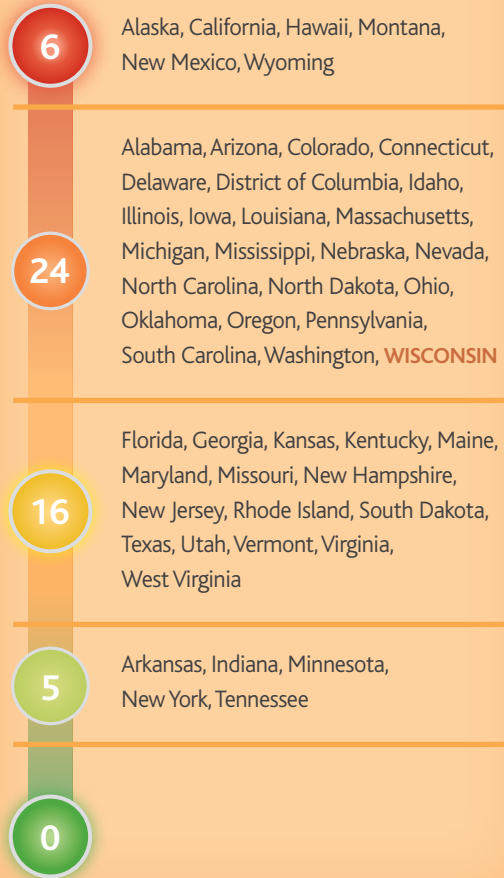 6
Alaska, California, Hawaii, Montana,
New Mexico, Wyoming
24
Alabama, Arizona, Colorado, Connecticut,
Delaware, District of Columbia, Idaho,
Illinois, Iowa, Louisiana, Massachusetts,
Michigan, Mississippi, Nebraska, Nevada,
North Carolina, North Dakota, Ohio,
Oklahoma, Oregon, Pennsylvania,
South Carolina, Washington, WISCONSIN
16
Florida, Georgia, Kansas, Kentucky, Maine,
Maryland, Missouri, New Hampshire,
New Jersey, Rhode Island, South Dakota,
Texas, Utah, Vermont, Virginia,
West Virginia
5
Arkansas, Indiana, Minnesota,
New York, Tennessee
0